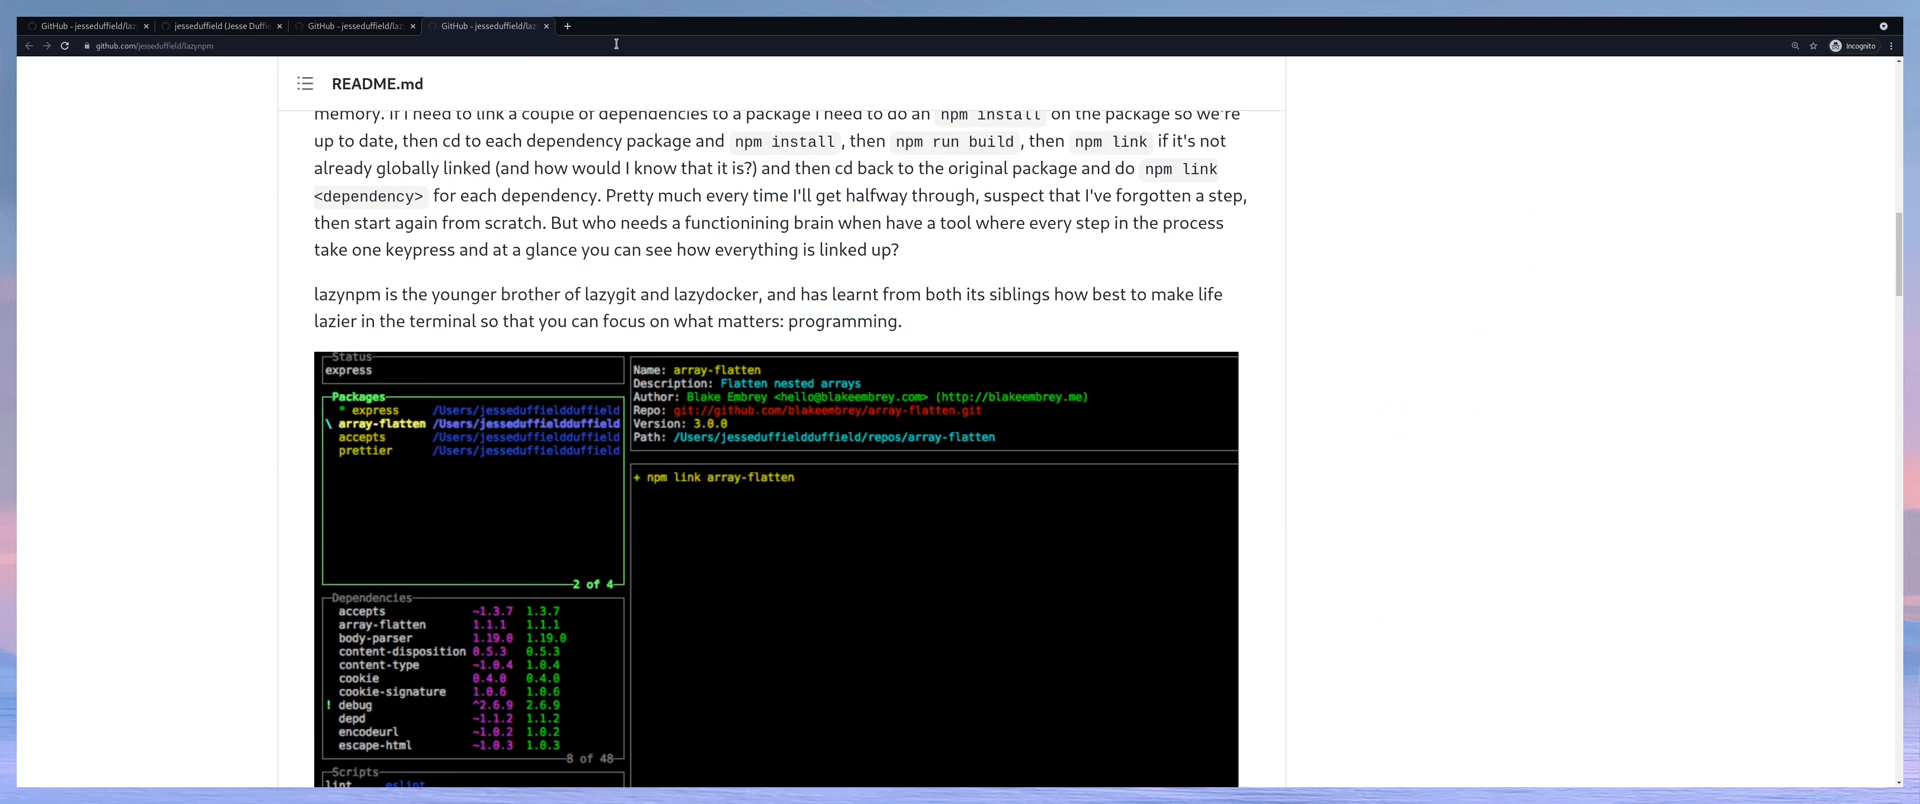 GitHub - jesseduffield/laz
jesseduffield (Jesse Duffie
GitHub - jesseduffield/laz
GitHub - jesseduffield/laz
github.com/jesseduffield/lazynpm
Incognito
README.md
memory. If I need to link a couple of dependencies to a package I need to do an npm install on the package so we're
up to date, then cd to each dependency package and npm install , then npm run build , then npm link if it's not
already globally linked (and how would I know that it is?) and then cd back to the original package and do npm link
<dependency> for each dependency. Pretty much every time I'll get halfway through, suspect that I've forgotten a step,
then start again from scratch. But who needs a functionining brain when have a tool where every step in the process
take one keypress and at a glance you can see how everything is linked up?
lazynpm is the younger brother of lazygit and lazydocker, and has learnt from both its siblings how best to make life
lazier in the terminal so that you can focus on what matters: programming.
Status
express
Packages
* express /Users/jesseduffieldduffield
\ array-flatten /Users/jesseduffieldduffield
accepts /Users/jesseduffieldduffield
prettier /Users/jesseduffieldduffield
2 of 4
Dependencies
accepts ~1.3.7 1.3.7
array-flatten 1.1.1 1.1.1
body-parser 1.19.0 1.19.0
content-disposition 0.5.3 0.5.3
content-type ~1.0.4 1.0.4
cookie 0.4.0 0.4.0
cookie-signature 1.0.6 1.0.6
! debug ^2.6.9 2.6.9
depd ~1.1.2 1.1.2
encodeurl ~1.0.2 1.0.2
escape-html ~1.0.3 1.0.3
8 of 48
Scripts
lint eslint
Name: array-flatten
Description: Flatten nested arrays
Author: Blake Embrey <hello@blakeembrey.com> (http://blakeembrey.me)
Repo: git://github.com/blakeembrey/array-flatten.git
Version: 3.0.0
Path: /Users/jesseduffieldduffield/repos/array-flatten
+ npm link array-flatten